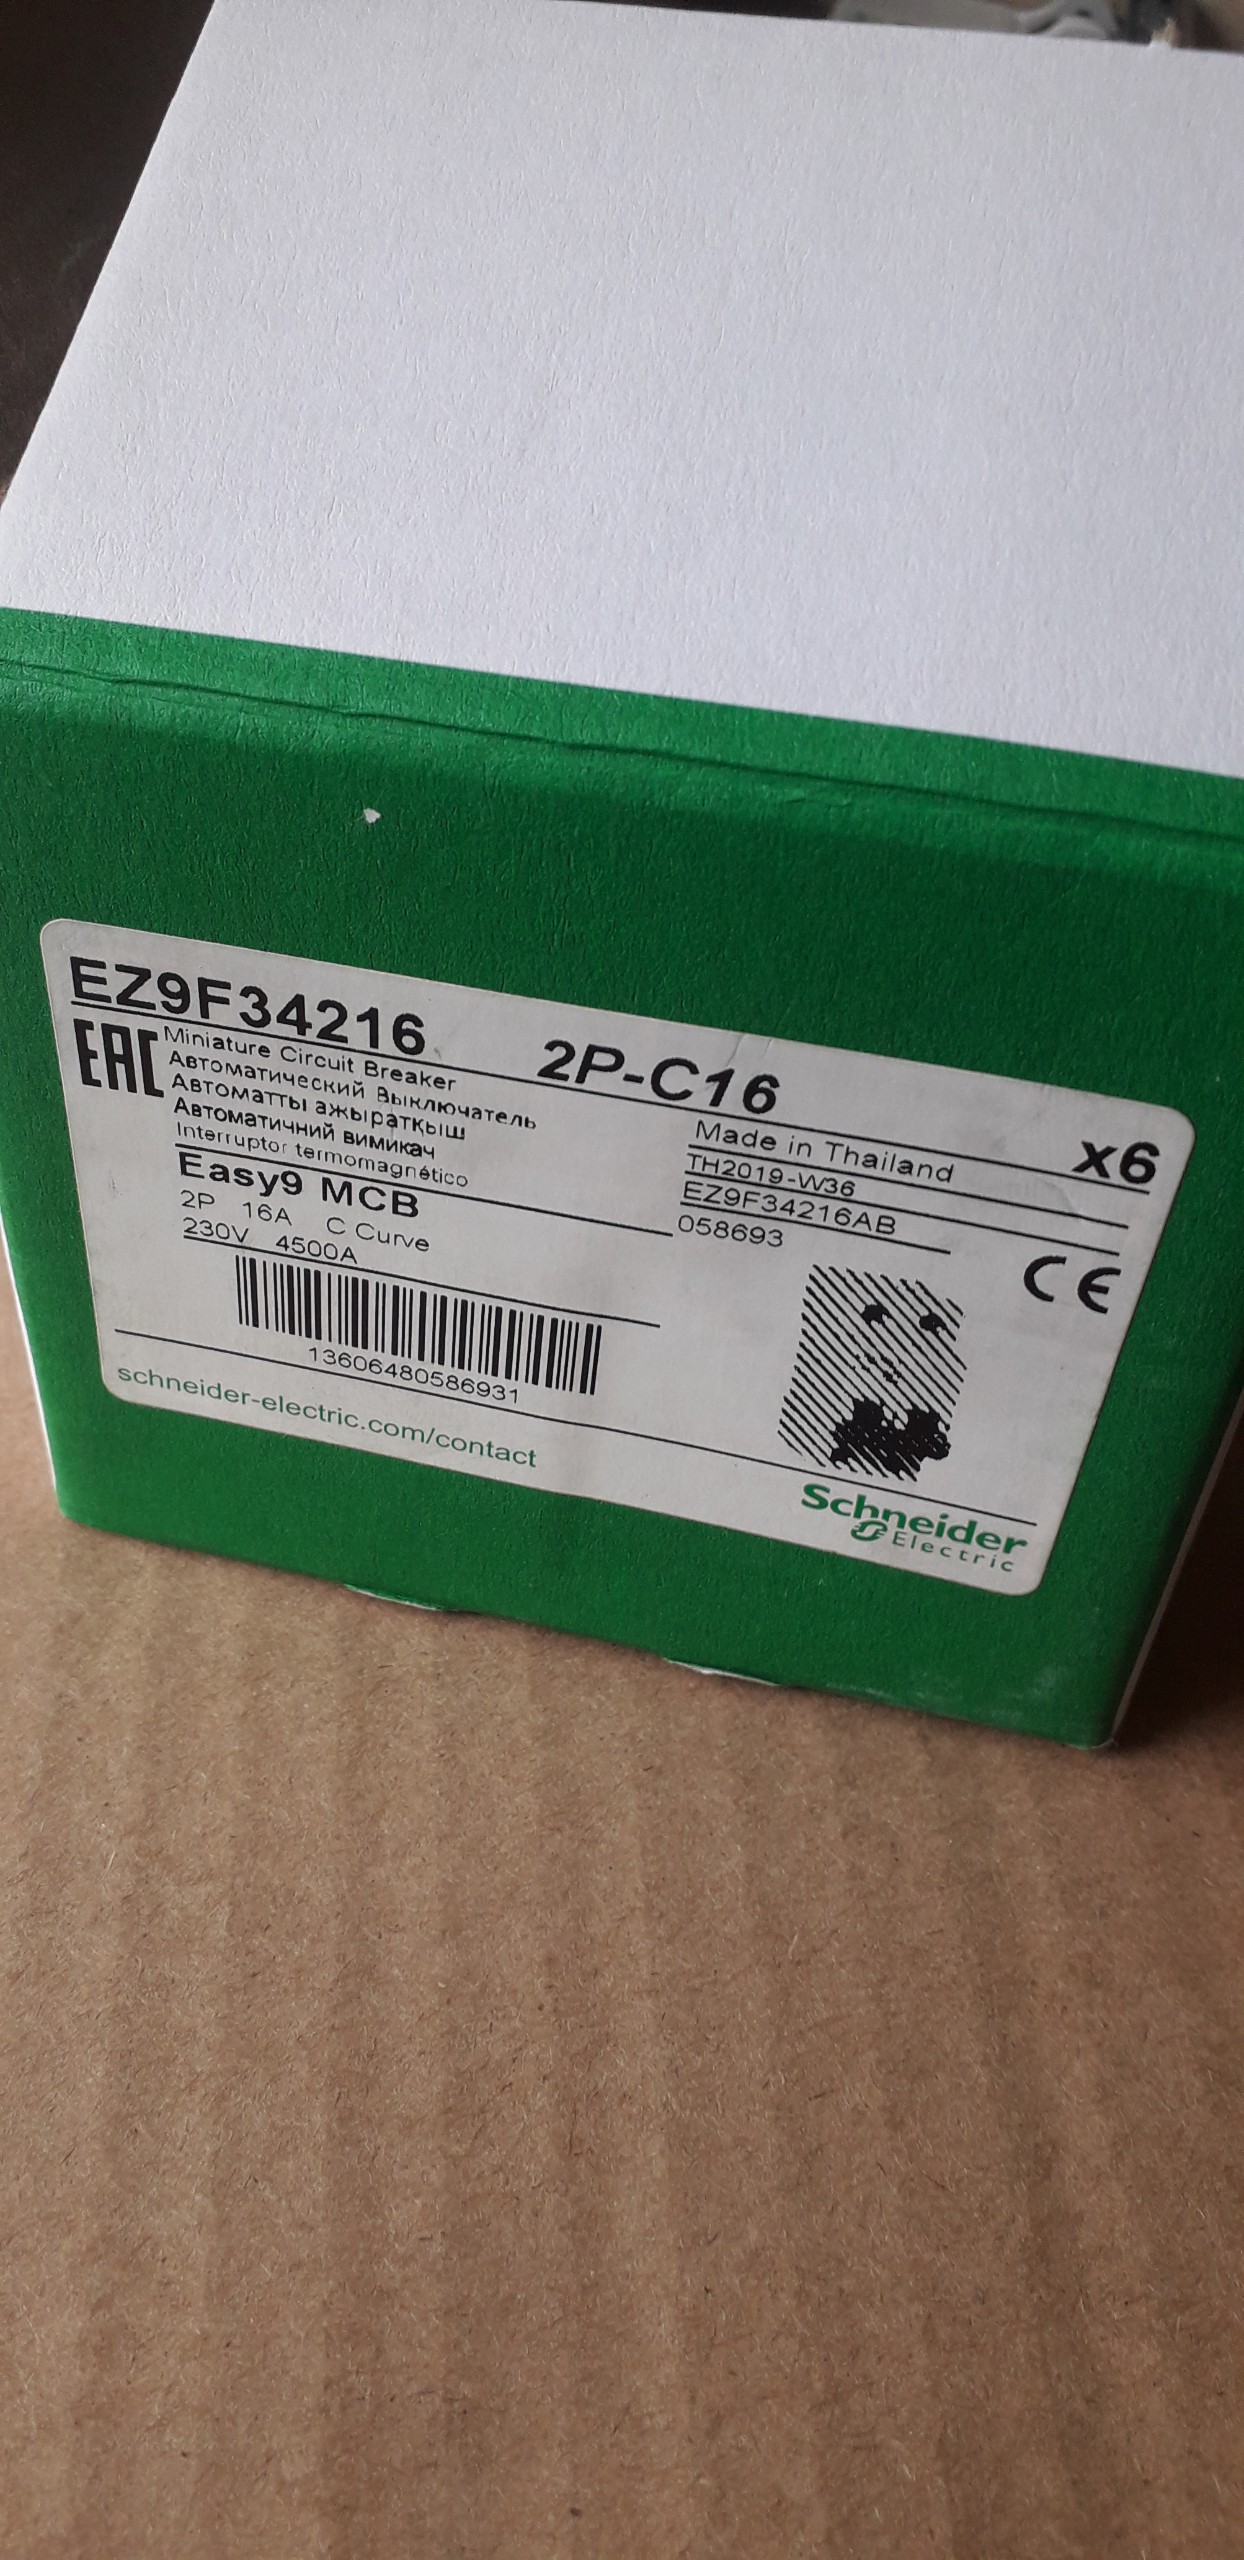 EZ9F34216 2P-C16 x6
EAC
Miniature Circuit Breaker
Автоматический Выключатель
Автоматты ажыратқыш
Автоматичний вимикач
Interruptor termomagnético
Easy9 MCB
2P 16A C Curve
230V 4500A
13606480586931
schneider-electric.com/contact
Made in Thailand
TH2019-W36
EZ9F34216AB
058693
CE
Schneider
Electric